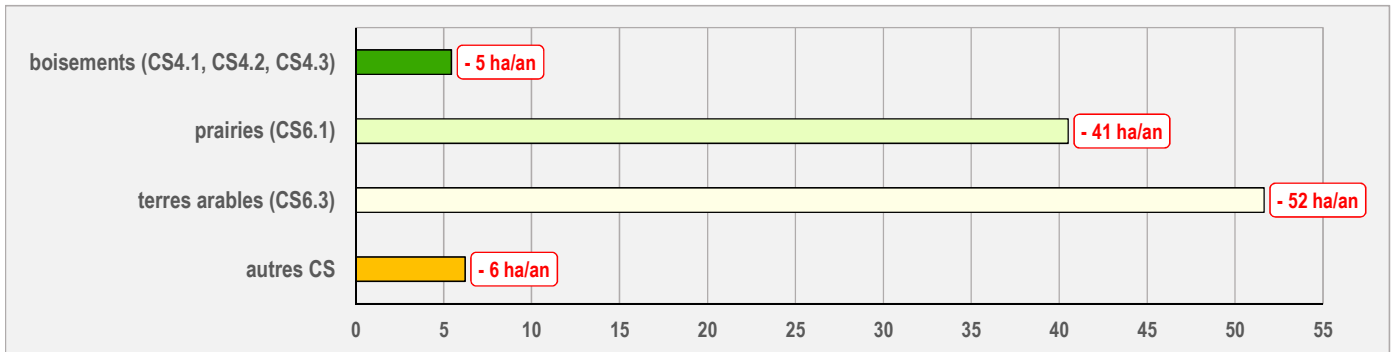 boisements (CS4.1, CS4.2, CS4.3)
- 5 ha/an
prairies (CS6.1)
- 41 ha/an
terres arables (CS6.3)
- 52 ha/an
autres CS
- 6 ha/an
0 5 10 15 20 25 30 35 40 45 50 55